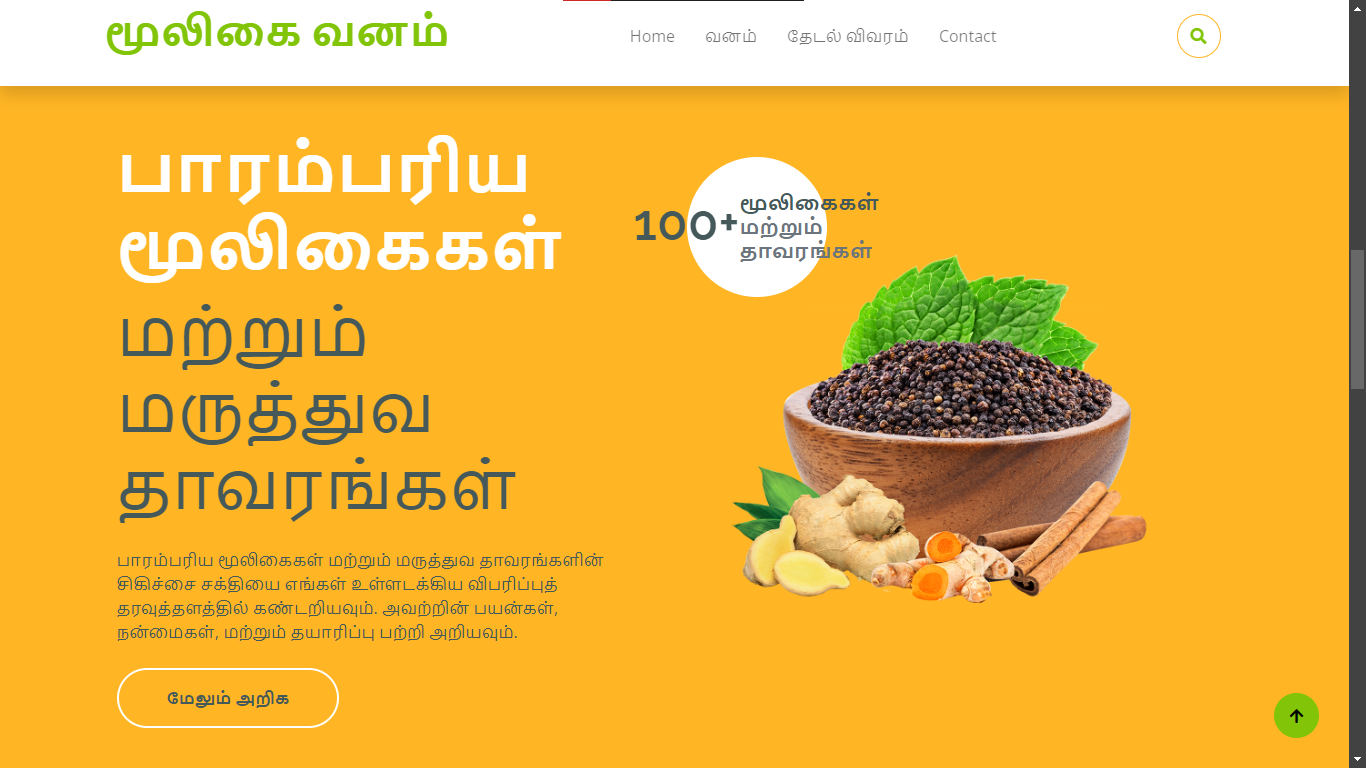 மூலிகை வனம்
Home
வனம்
தேடல் விவரம்
Contact
பாரம்பரிய
மூலிகைகள்
மற்றும்
மருத்துவ
தாவரங்கள்
பாரம்பரிய மூலிகைகள் மற்றும் மருத்துவ தாவரங்களின்
சிகிச்சை சக்தியை எங்கள் உள்ளடக்கிய விபரிப்புத்
தரவுத்தளத்தில் கண்டறியவும். அவற்றின் பயன்கள்,
நன்மைகள், மற்றும் தயாரிப்பு பற்றி அறியவும்.
மேலும் அறிக
100+
மூலிகைகள்
மற்றும்
தாவரங்கள்